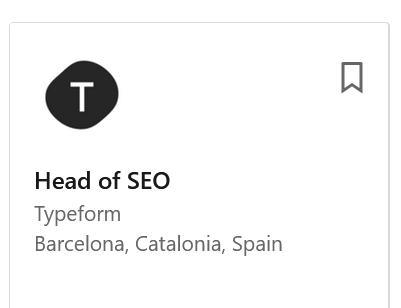 T
Head of SEO
Typeform
Barcelona, Catalonia, Spain